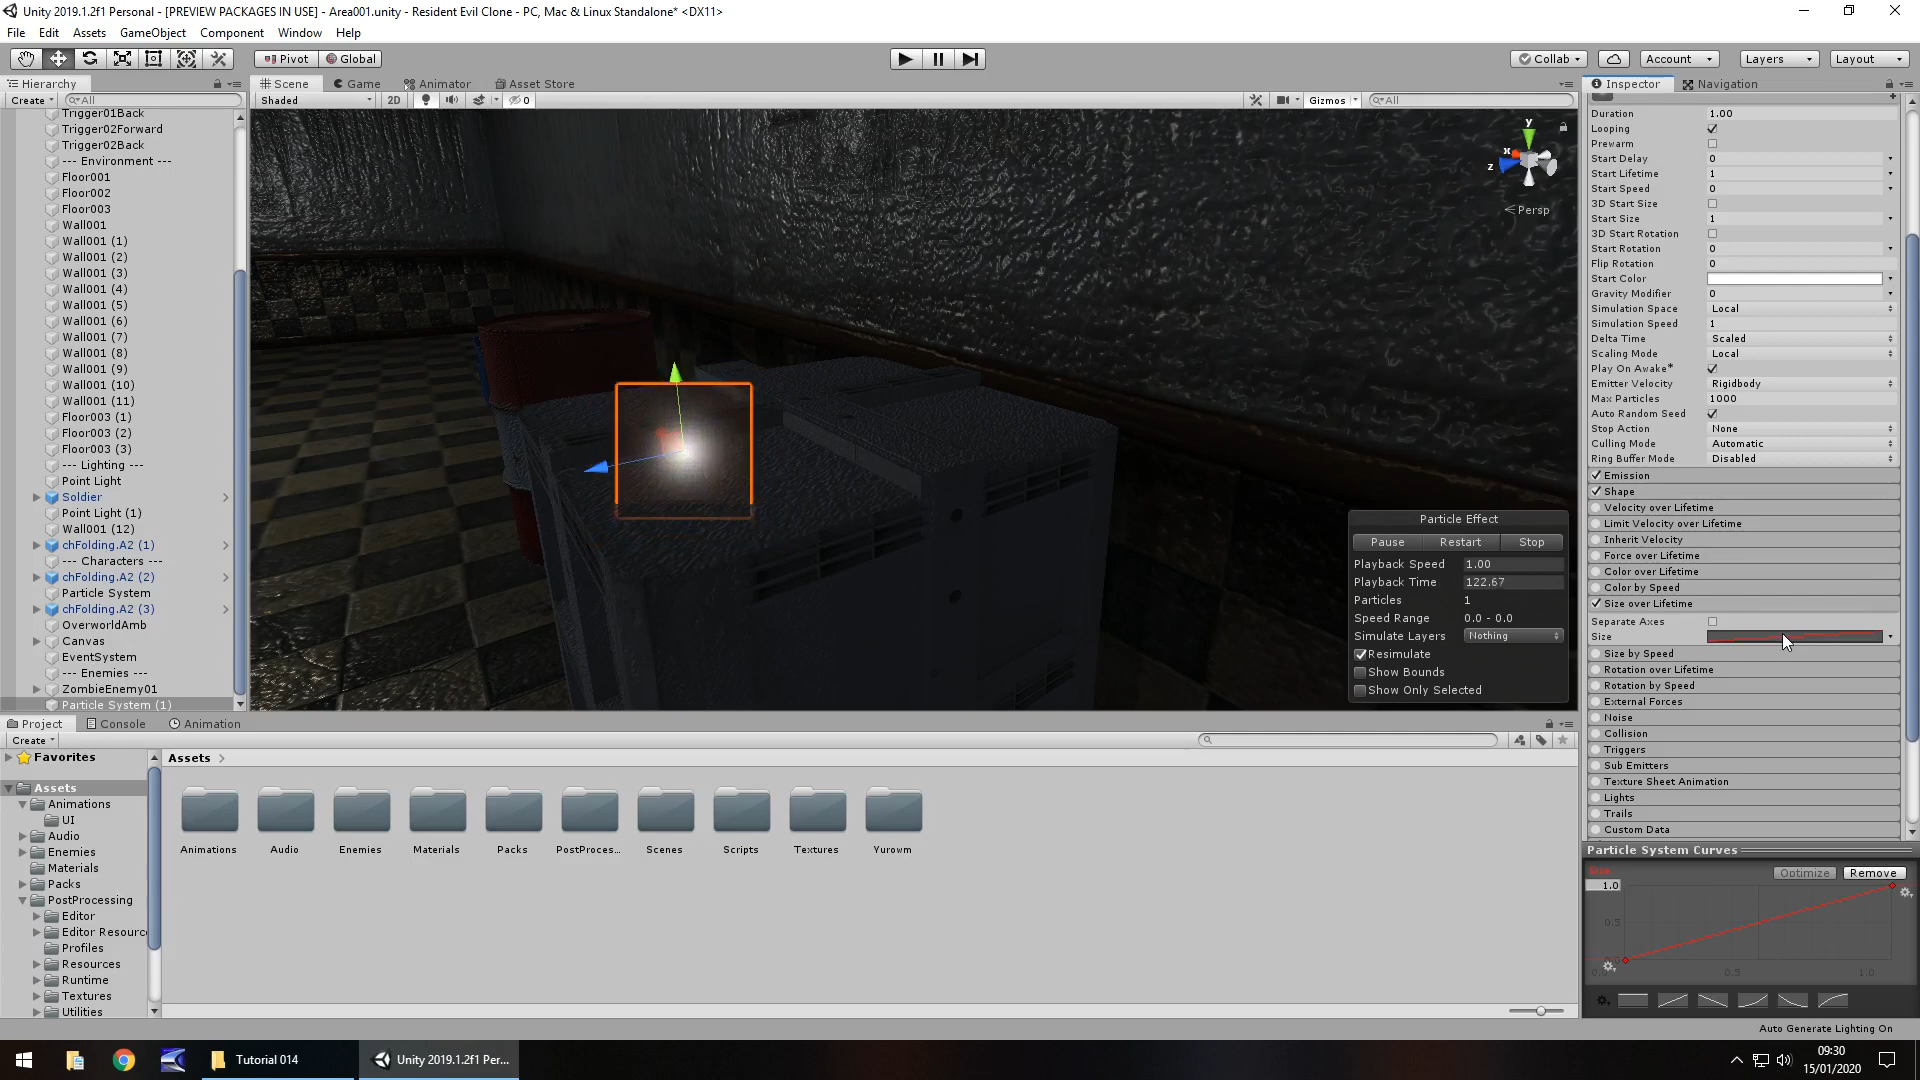 Unity 2019.1.2f1 Personal - [PREVIEW PACKAGES IN USE] - Area001.unity - Resident Evil Clone - PC, Mac & Linux Standalone* <DX11>
File Edit Assets GameObject Component Window Help
Pivot Global Collab Account Layers Layout
Hierarchy
Create All
Trigger01Back
Trigger02Forward
Trigger02Back
--- Environment ---
Floor001
Floor002
Floor003
Wall001
Wall001 (1)
Wall001 (2)
Wall001 (3)
Wall001 (4)
Wall001 (5)
Wall001 (6)
Wall001 (7)
Wall001 (8)
Wall001 (9)
Wall001 (10)
Wall001 (11)
Floor003 (1)
Floor003 (2)
Floor003 (3)
--- Lighting ---
Point Light
Soldier
Point Light (1)
Wall001 (12)
chFolding.A2 (1)
--- Characters ---
chFolding.A2 (2)
Particle System
chFolding.A2 (3)
OverworldAmb
Canvas
EventSystem
--- Enemies ---
ZombieEnemy01
Particle System (1)
Scene Game Animator Asset Store
Shaded 2D 0 Gizmos All
y
x
z
Persp
Particle Effect
Pause Restart Stop
Playback Speed 1.00
Playback Time 122.67
Particles 1
Speed Range 0.0 - 0.0
Simulate Layers Nothing
Resimulate
Show Bounds
Show Only Selected
Inspector Navigation
Duration 1.00
Looping
Prewarm
Start Delay 0
Start Lifetime 1
Start Speed 0
3D Start Size
Start Size 1
3D Start Rotation
Start Rotation 0
Flip Rotation 0
Start Color
Gravity Modifier 0
Simulation Space Local
Simulation Speed 1
Delta Time Scaled
Scaling Mode Local
Play On Awake*
Emitter Velocity Rigidbody
Max Particles 1000
Auto Random Seed
Stop Action None
Culling Mode Automatic
Ring Buffer Mode Disabled
Emission
Shape
Velocity over Lifetime
Limit Velocity over Lifetime
Inherit Velocity
Force over Lifetime
Color over Lifetime
Color by Speed
Size over Lifetime
Separate Axes
Size
Size by Speed
Rotation over Lifetime
Rotation by Speed
External Forces
Noise
Collision
Triggers
Sub Emitters
Texture Sheet Animation
Lights
Trails
Custom Data
Particle System Curves
Optimize Remove
1.0
0.5
0.5 1.0
Project Console Animation
Create
Favorites
Assets
Animations
UI
Audio
Enemies
Materials
Packs
PostProcessing
Editor
Editor Resourc
Profiles
Resources
Runtime
Textures
Utilities
Assets
Animations Audio Enemies Materials Packs PostProces... Scenes Scripts Textures Yurowm
Auto Generate Lighting On
Tutorial 014
Unity 2019.1.2f1 Per...
09:30
15/01/2020